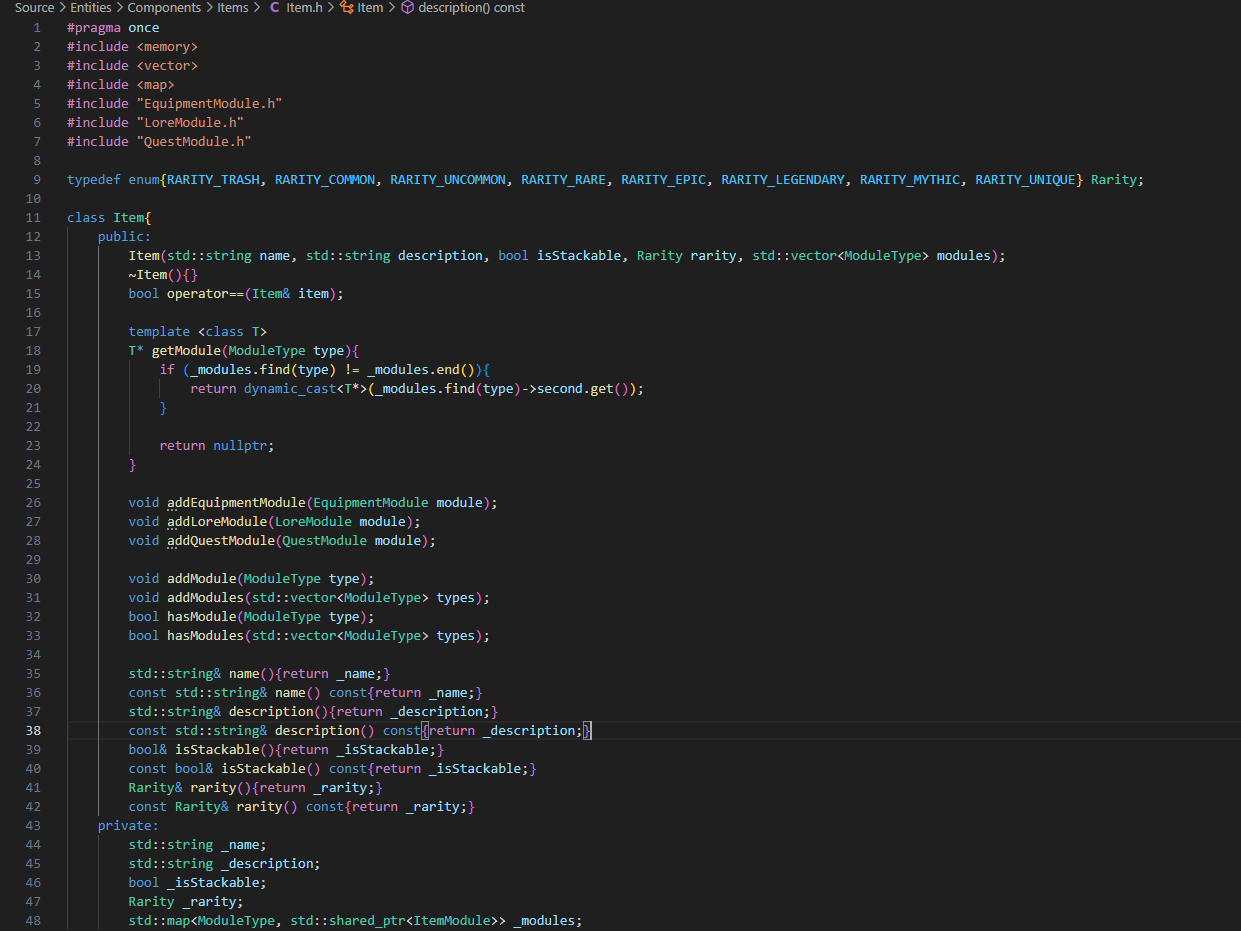 Source > Entities > Components > Items > C Item.h > Item > description() const
1 #pragma once
2 #include <memory>
3 #include <vector>
4 #include <map>
5 #include "EquipmentModule.h"
6 #include "LoreModule.h"
7 #include "QuestModule.h"
8
9 typedef enum{RARITY_TRASH, RARITY_COMMON, RARITY_UNCOMMON, RARITY_RARE, RARITY_EPIC, RARITY_LEGENDARY, RARITY_MYTHIC, RARITY_UNIQUE} Rarity;
10
11 class Item{
12     public:
13         Item(std::string name, std::string description, bool isStackable, Rarity rarity, std::vector<ModuleType> modules);
14         ~Item(){}
15         bool operator==(Item& item);
16
17         template <class T>
18         T* getModule(ModuleType type){
19             if (_modules.find(type) != _modules.end()){
20                 return dynamic_cast<T*>(_modules.find(type)->second.get());
21             }
22
23             return nullptr;
24         }
25
26         void addEquipmentModule(EquipmentModule module);
27         void addLoreModule(LoreModule module);
28         void addQuestModule(QuestModule module);
29
30         void addModule(ModuleType type);
31         void addModules(std::vector<ModuleType> types);
32         bool hasModule(ModuleType type);
33         bool hasModules(std::vector<ModuleType> types);
34
35         std::string& name(){return _name;}
36         const std::string& name() const{return _name;}
37         std::string& description(){return _description;}
38         const std::string& description() const{return _description;}
39         bool& isStackable(){return _isStackable;}
40         const bool& isStackable() const{return _isStackable;}
41         Rarity& rarity(){return _rarity;}
42         const Rarity& rarity() const{return _rarity;}
43     private:
44         std::string _name;
45         std::string _description;
46         bool _isStackable;
47         Rarity _rarity;
48         std::map<ModuleType, std::shared_ptr<ItemModule>> _modules;